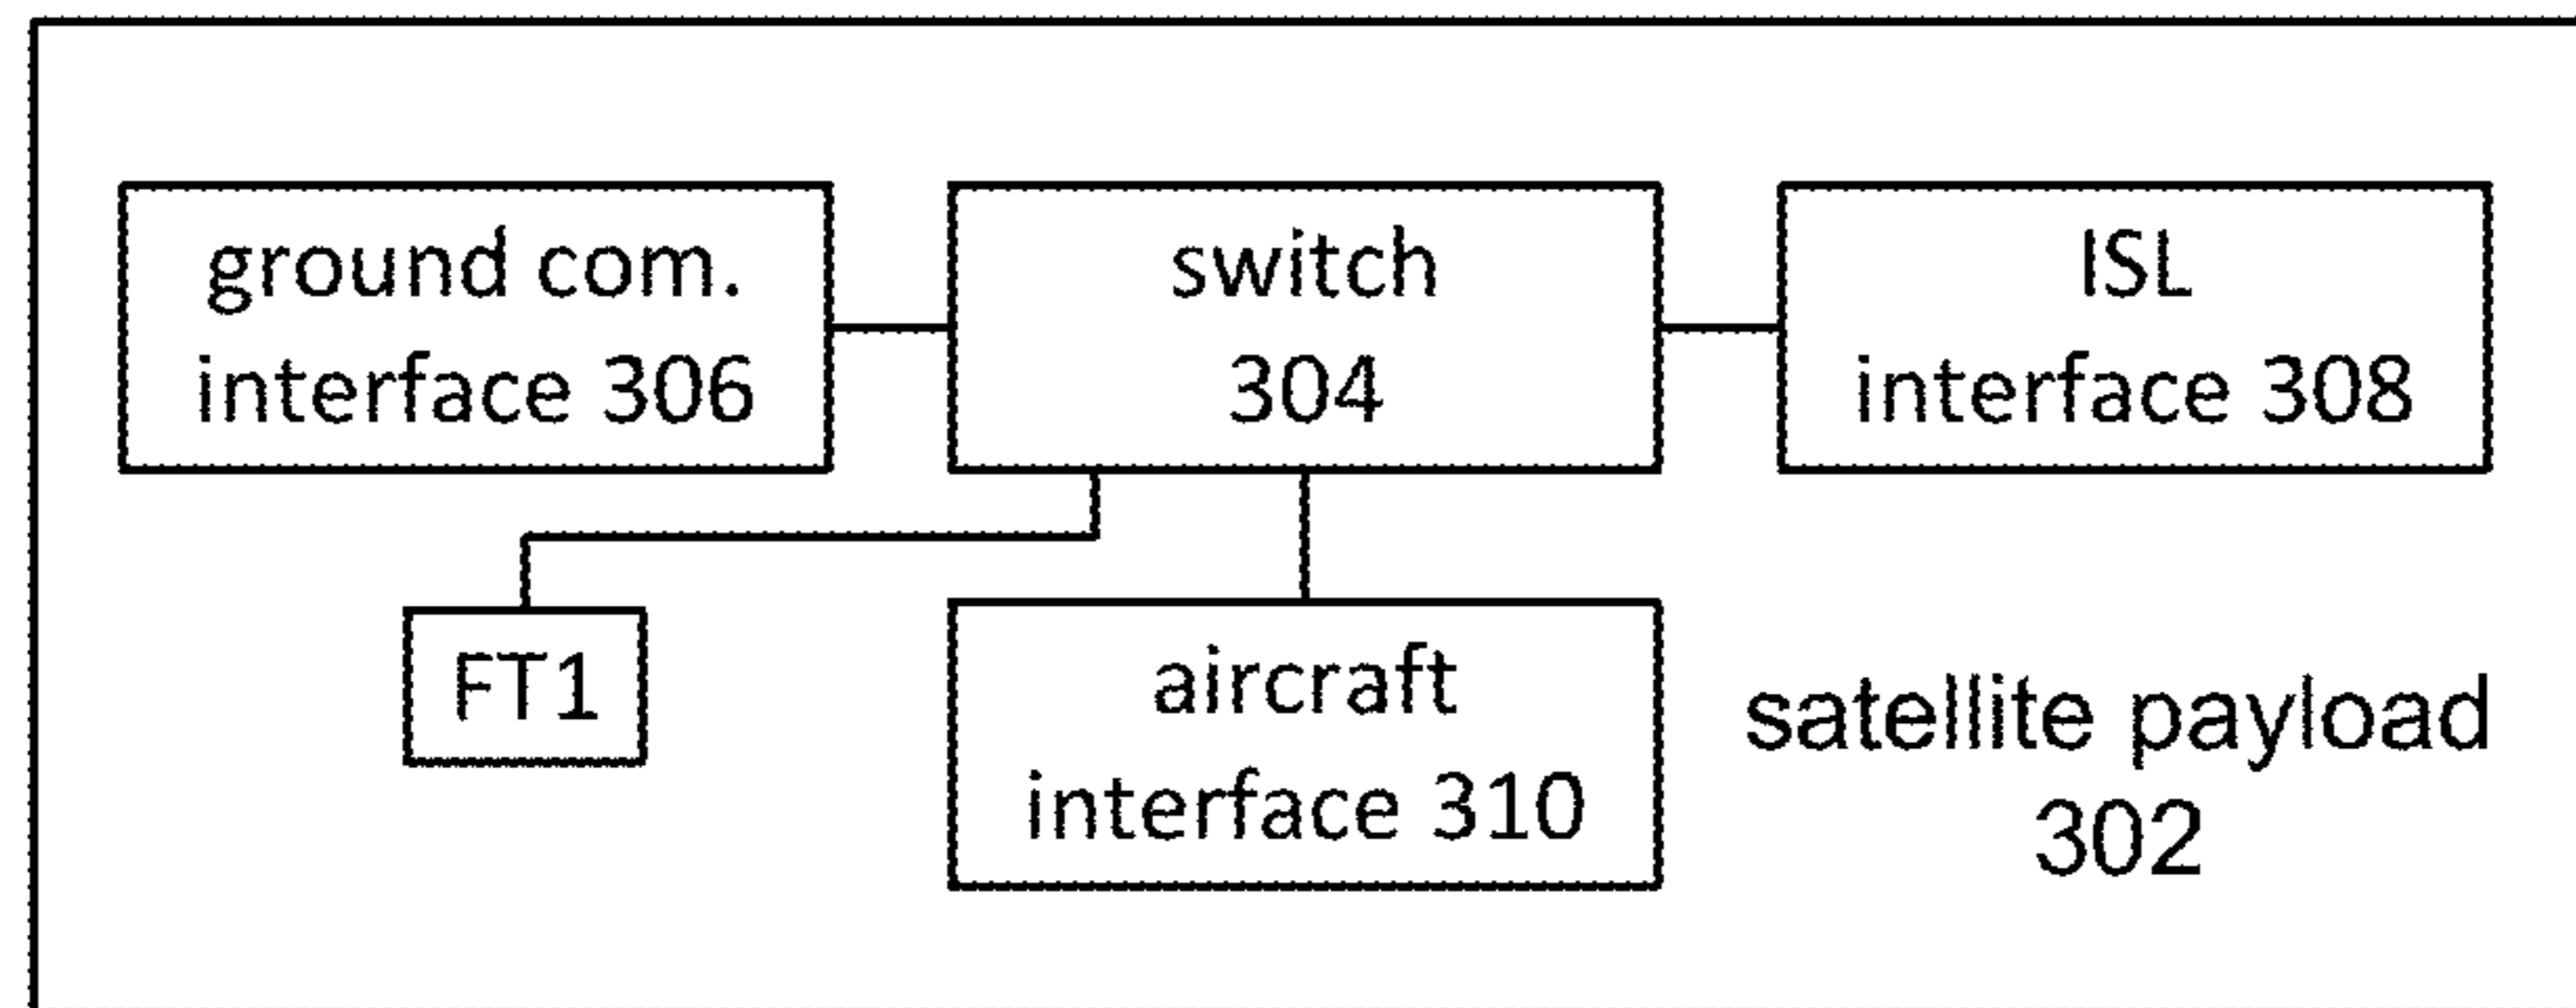 ground com.
interface 306
switch
304
ISL
interface 308
FT1
aircraft
interface 310
satellite payload
302